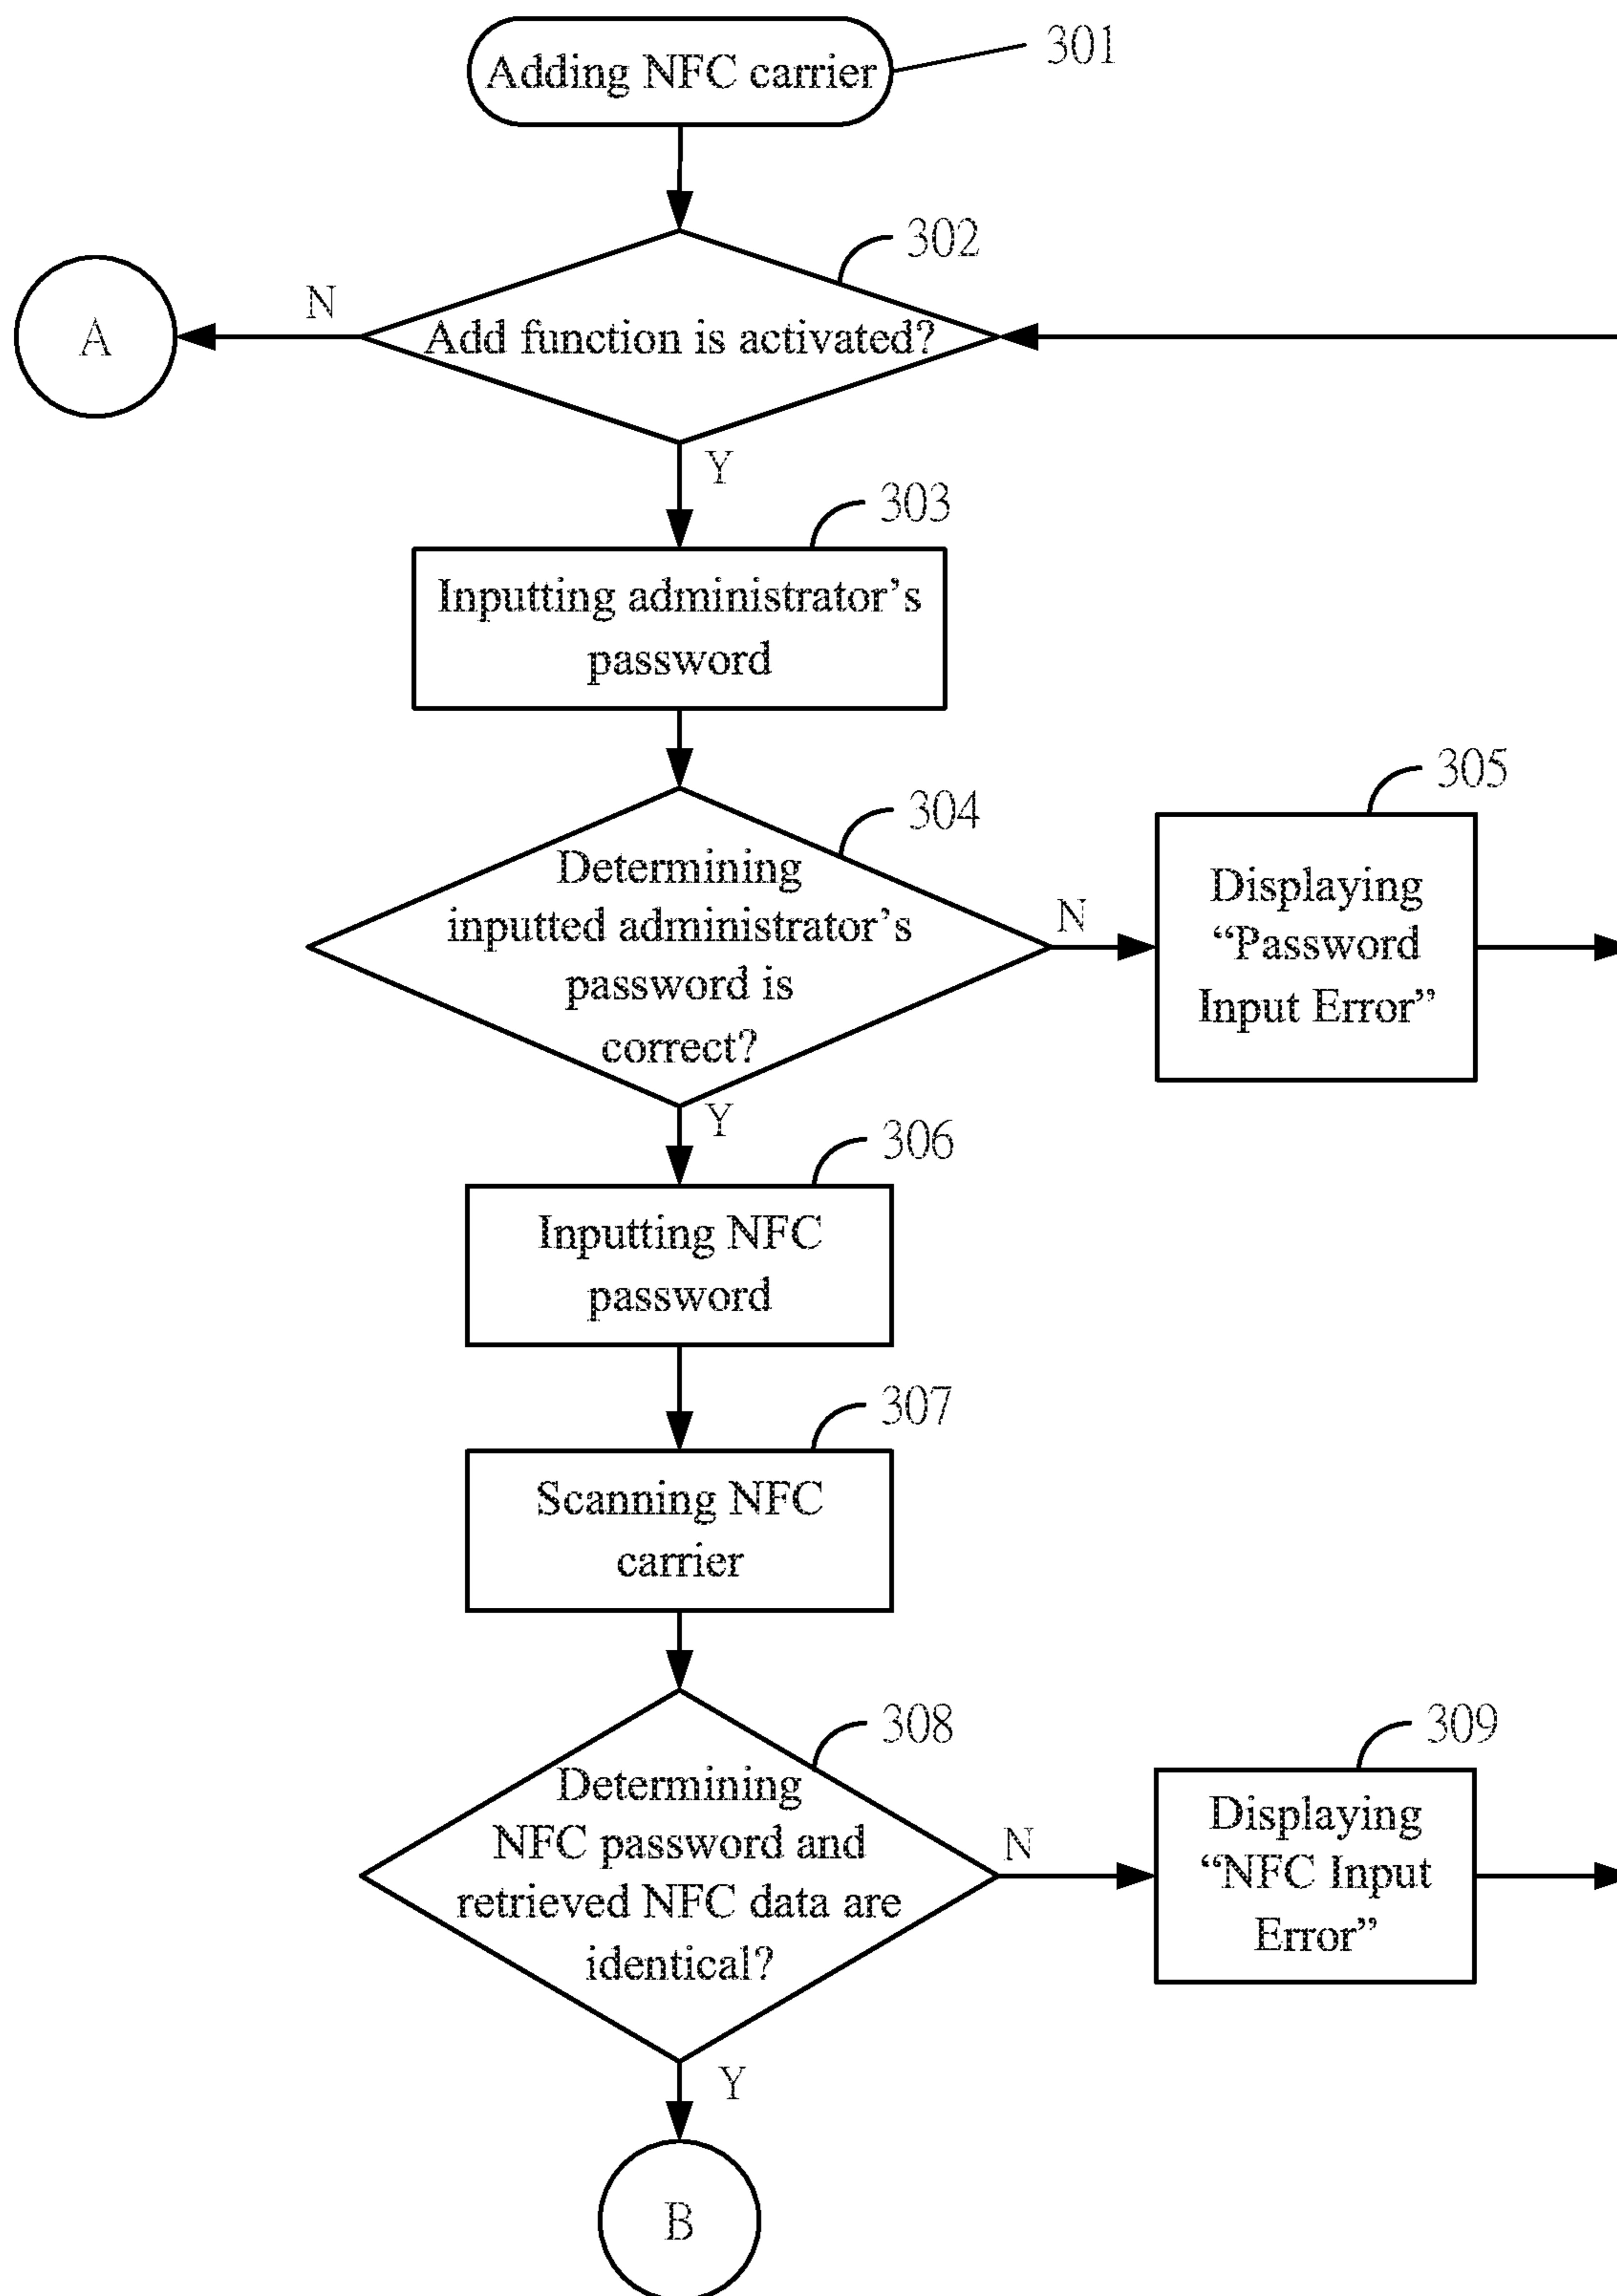 Adding NFC carrier
301
302
N
A
Add function is activated?
Y
303
Inputting administrator’s
password
304
305
Determining
inputted administrator’s
password is
correct?
N
Displaying
“Password
Input Error”
Y
306
Inputting NFC
password
307
Scanning NFC
carrier
308
309
Determining
NFC password and
retrieved NFC data are
identical?
N
Displaying
“NFC Input
Error”
Y
B